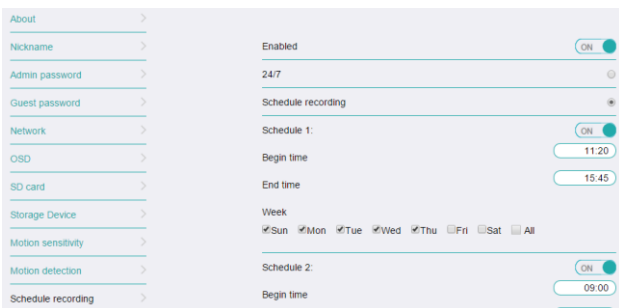 About
Nickname
Admin password
Guest password
Network
OSD
SD card
Storage Device
Motion sensitivity
Motion detection
Schedule recording
Enabled ON
24/7
Schedule recording
Schedule 1: ON
Begin time 11:20
End time 15:45
Week
Sun Mon Tue Wed Thu Fri Sat All
Schedule 2: ON
Begin time 09:00